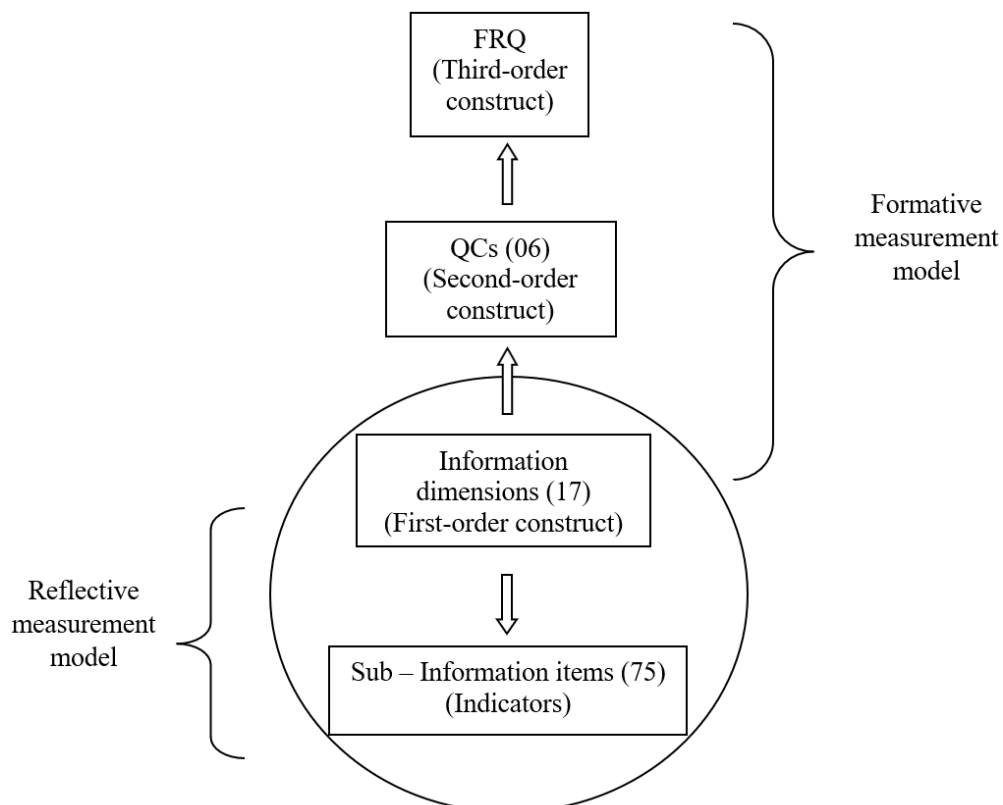 FRQ
(Third-order
construct)
Formative
measurement
model
QCs (06)
(Second-order
construct)
Information
dimensions (17)
(First-order construct)
Reflective
measurement
model
Sub – Information items (75)
(Indicators)